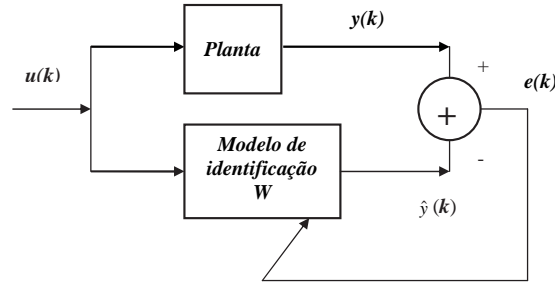 y(k)
Planta
u(k)
+
e(k)
+
Modelo de
identificação
W
-
ŷ (k)